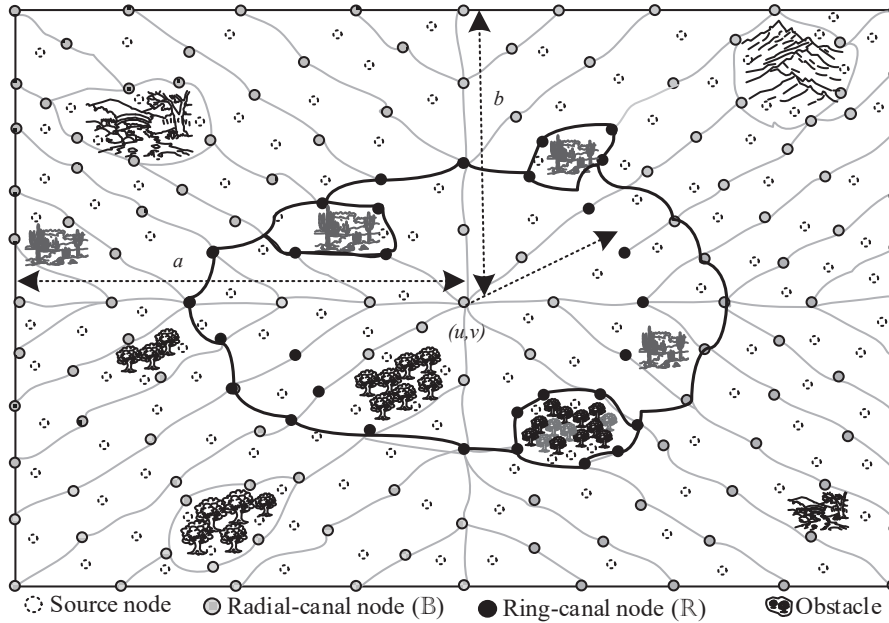 b
a
(u,v)
Source node Radial-canal node (B) Ring-canal node (R) Obstacle